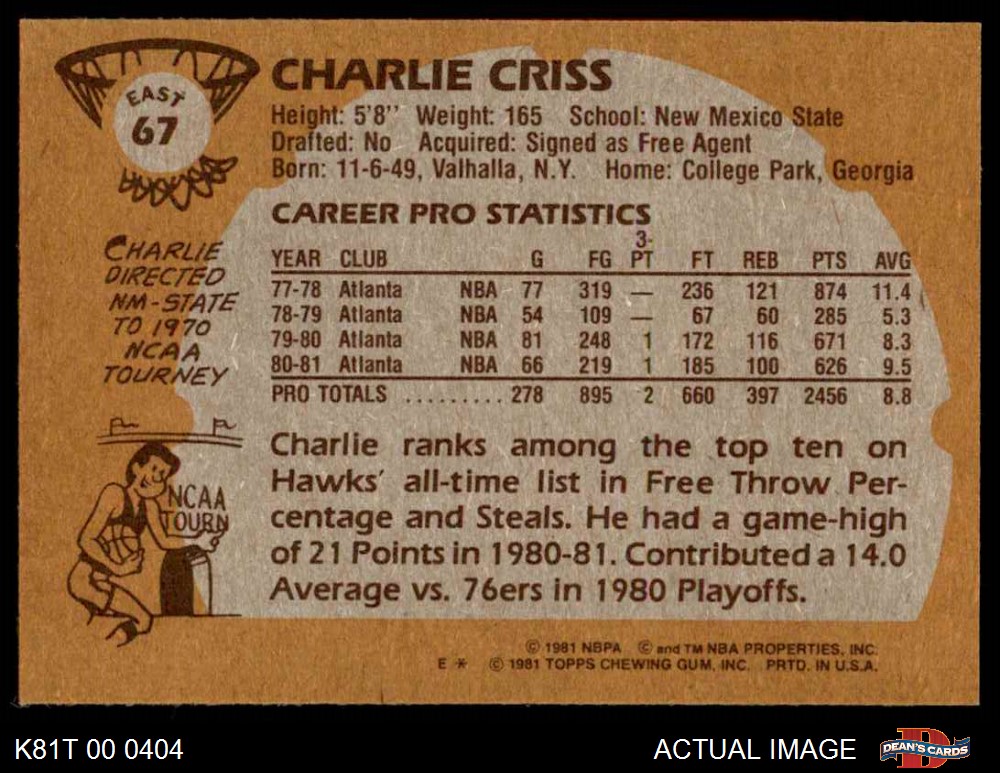 EAST
67
CHARLIE CRISS
Height: 5'8'' Weight: 165 School: New Mexico State
Drafted: No Acquired: Signed as Free Agent
Born: 11-6-49, Valhalla, N.Y. Home: College Park, Georgia
CAREER PRO STATISTICS
YEAR CLUB G FG 3-PT FT REB PTS AVG
77-78 Atlanta NBA 77 319 — 236 121 874 11.4
78-79 Atlanta NBA 54 109 — 67 60 285 5.3
79-80 Atlanta NBA 81 248 1 172 116 671 8.3
80-81 Atlanta NBA 66 219 1 185 100 626 9.5
PRO TOTALS ......... 278 895 2 660 397 2456 8.8
CHARLIE
DIRECTED
NM-STATE
TO 1970
NCAA
TOURNEY
NCAA
TOURN
Charlie ranks among the top ten on
Hawks' all-time list in Free Throw Per-
centage and Steals. He had a game-high
of 21 Points in 1980-81. Contributed a 14.0
Average vs. 76ers in 1980 Playoffs.
© 1981 NBPA © and TM NBA PROPERTIES, INC.
E * © 1981 TOPPS CHEWING GUM, INC. PRTD. IN U.S.A.
K81T 00 0404
ACTUAL IMAGE
DEAN'S CARDS